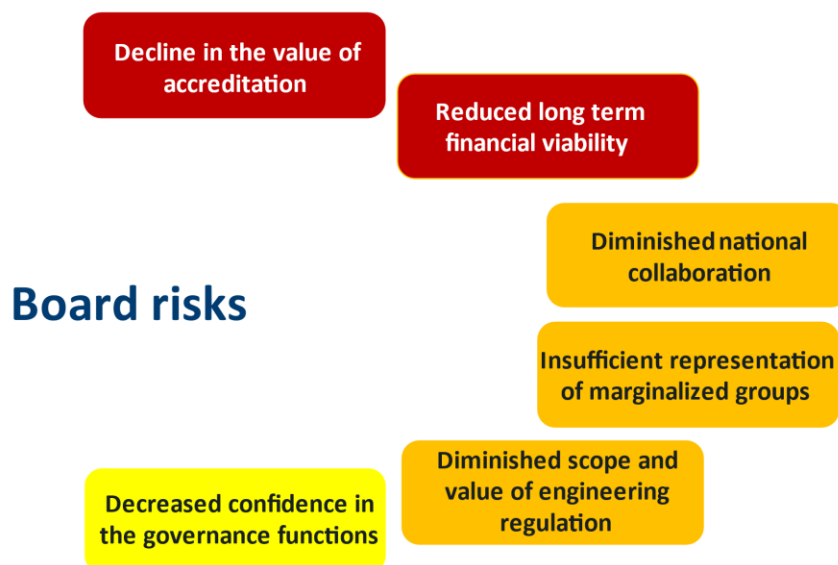 Decline in the value of
accreditation
Reduced long term
financial viability
Diminished national
collaboration
Board risks
Insufficient representation
of marginalized groups
Diminished scope and
value of engineering
regulation
Decreased confidence in
the governance functions